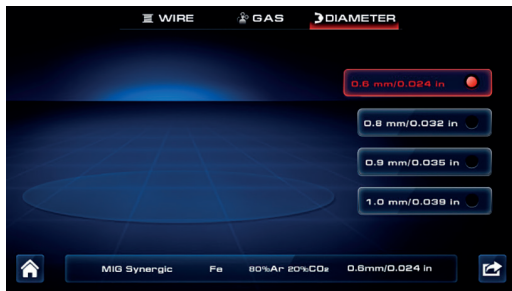 WIRE GAS DIAMETER
0.6 mm/0.024 in
0.8 mm/0.032 in
0.9 mm/0.035 in
1.0 mm/0.039 in
MIG Synergic Fe 80%Ar 20%CO₂ 0.6mm/0.024 in